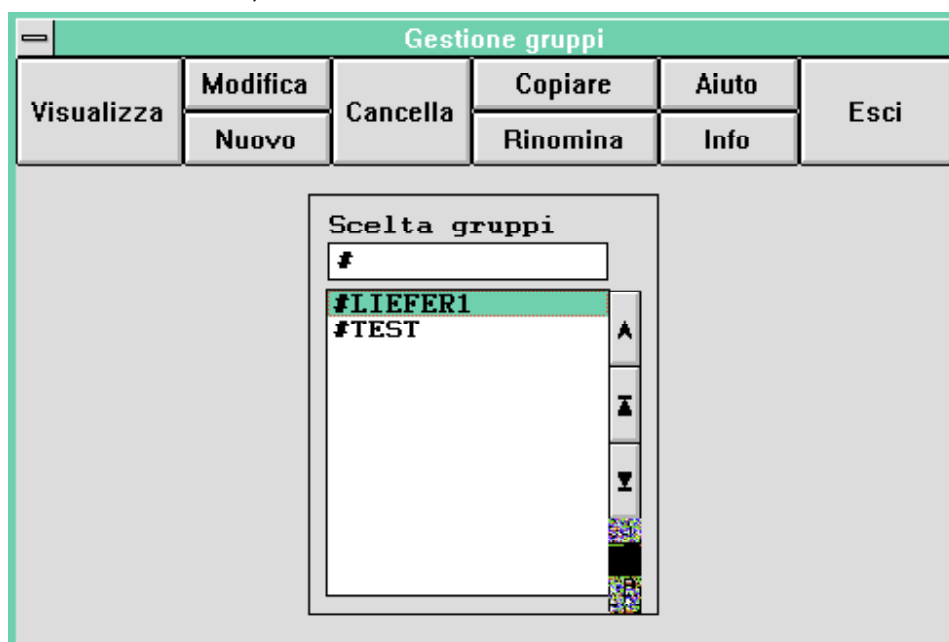 Gestione gruppi
Visualizza
Modifica
Nuovo
Cancella
Copiare
Rinomina
Aiuto
Info
Esci
Scelta gruppi
#
#LIEFER1
#TEST